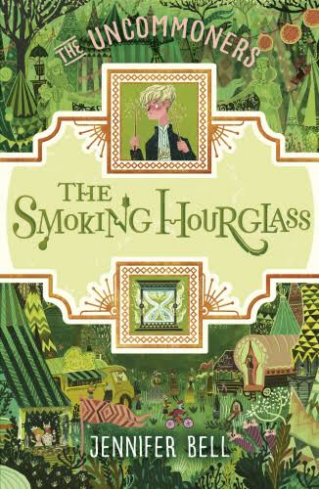 THE UNCOMMONERS
THE
SMOKING HOURGLASS
JENNIFER BELL